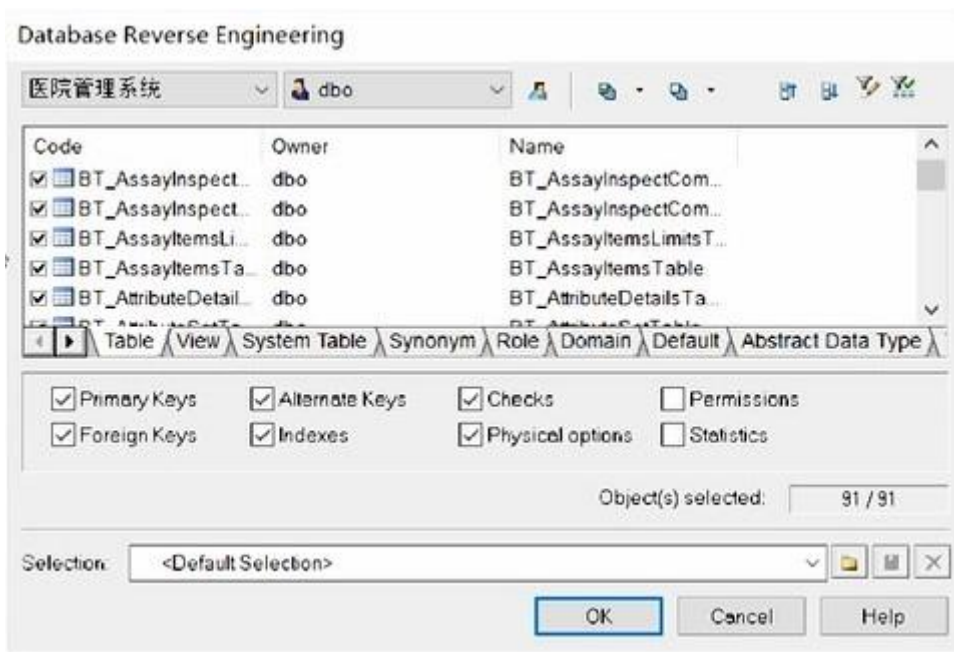 Database Reverse Engineering
医院管理系统 dbo
Code Owner Name
BT_AssayInspect... dbo BT_AssayInspectCom...
BT_AssayInspect... dbo BT_AssayInspectCom...
BT_AssayItemsLi... dbo BT_AssayItemsLimitsT...
BT_AssayItemsTa... dbo BT_AssayItemsTable
BT_AttributeDetail... dbo BT_AttributeDetailsTa...
Table View System Table Synonym Role Domain Default Abstract Data Type
Primary Keys Alternate Keys Checks Permissions
Foreign Keys Indexes Physical options Statistics
Object(s) selected: 91 / 91
Selection: <Default Selection>
OK Cancel Help